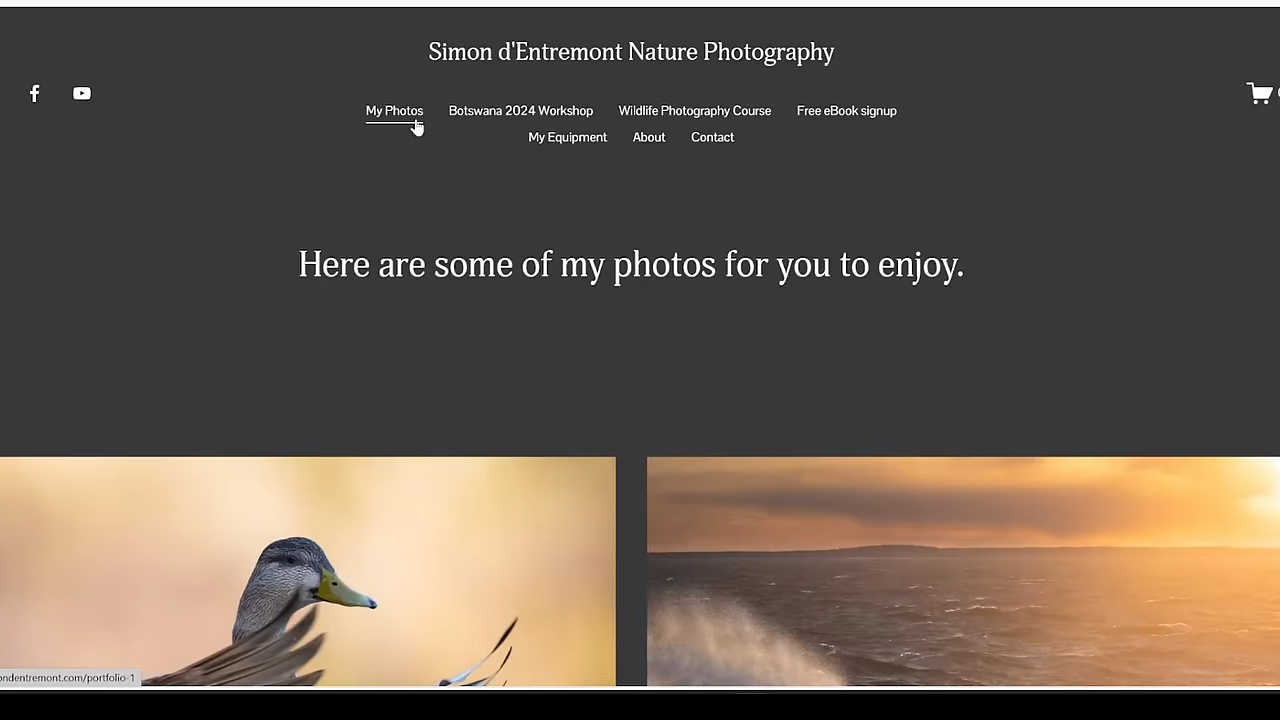 Simon d'Entremont Nature Photography
My Photos Botswana 2024 Workshop Wildlife Photography Course Free eBook signup
My Equipment About Contact
Here are some of my photos for you to enjoy.
ondentremont.com/portfolio-1